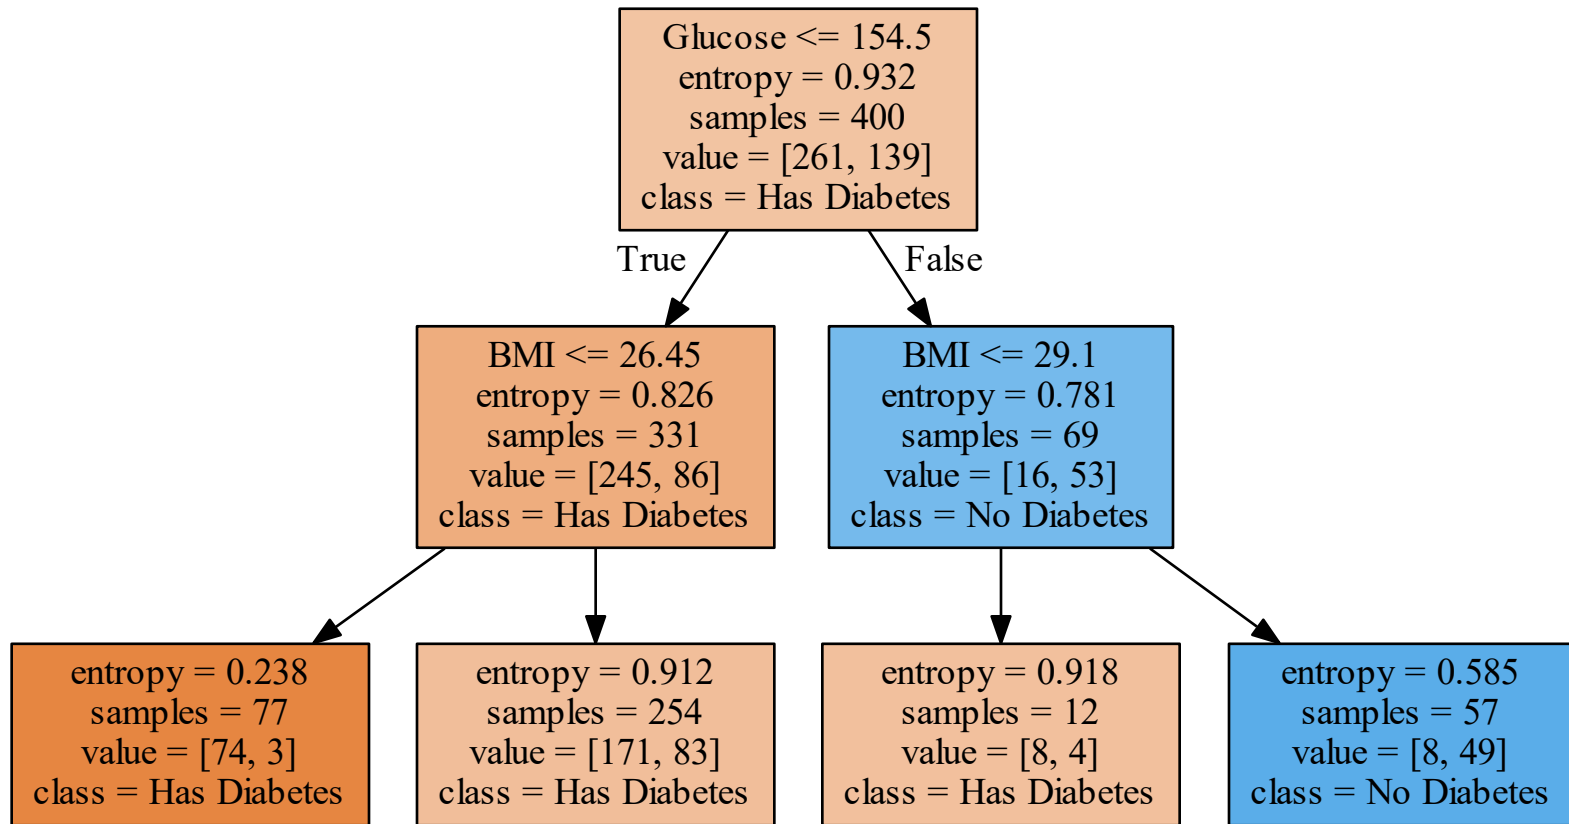 Glucose <= 154.5
entropy = 0.932
samples = 400
value = [261, 139]
class = Has Diabetes
True
False
BMI <= 26.45
entropy = 0.826
samples = 331
value = [245, 86]
class = Has Diabetes
BMI <= 29.1
entropy = 0.781
samples = 69
value = [16, 53]
class = No Diabetes
entropy = 0.238
samples = 77
value = [74, 3]
class = Has Diabetes
entropy = 0.912
samples = 254
value = [171, 83]
class = Has Diabetes
entropy = 0.918
samples = 12
value = [8, 4]
class = Has Diabetes
entropy = 0.585
samples = 57
value = [8, 49]
class = No Diabetes